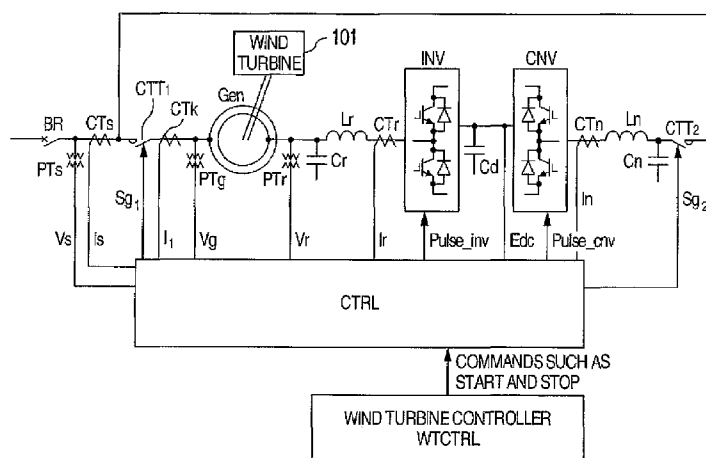 WIND
TURBINE
101
INV
CNV
Gen
CTT1
CTk
BR
CTs
Lr
CTr
CTn
Ln
CTT2
PTs
PTg
PTr
Cr
Cd
Cn
In
Sg1
Sg2
Vs
Is
I1
Vg
Vr
Ir
Pulse_inv
Edc
Pulse_cnv
CTRL
COMMANDS SUCH AS
START AND STOP
WIND TURBINE CONTROLLER
WTCTRL